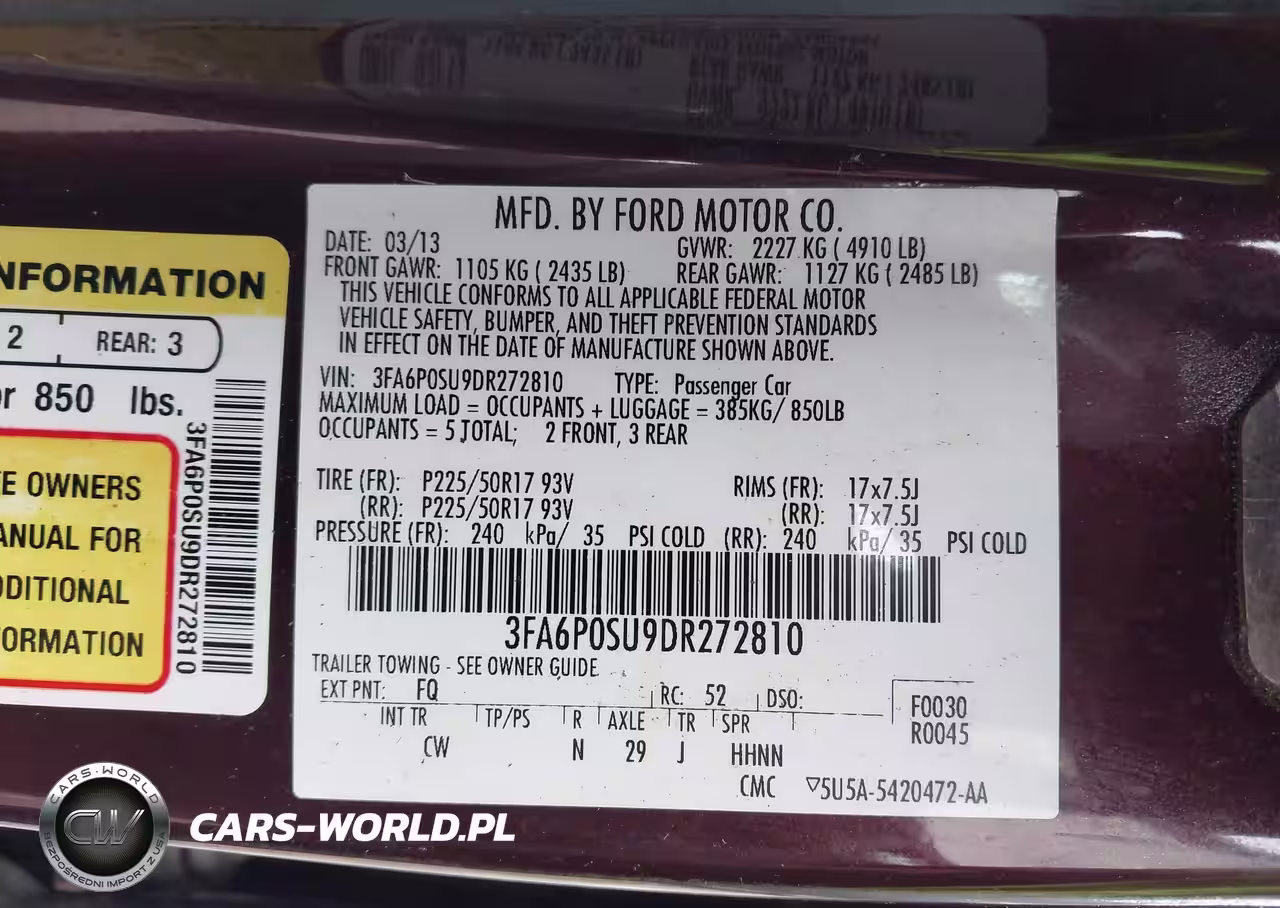 MFD. BY FORD MOTOR CO.
DATE: 03/13 GVWR: 2227 KG ( 4910 LB)
FRONT GAWR: 1105 KG ( 2435 LB) REAR GAWR: 1127 KG ( 2485 LB)
THIS VEHICLE CONFORMS TO ALL APPLICABLE FEDERAL MOTOR
VEHICLE SAFETY, BUMPER, AND THEFT PREVENTION STANDARDS
IN EFFECT ON THE DATE OF MANUFACTURE SHOWN ABOVE.
VIN: 3FA6P0SU9DR272810 TYPE: Passenger Car
MAXIMUM LOAD = OCCUPANTS + LUGGAGE = 385KG/ 850LB
OCCUPANTS = 5 TOTAL; 2 FRONT, 3 REAR
TIRE (FR): P225/50R17 93V RIMS (FR): 17x7.5J
(RR): P225/50R17 93V (RR): 17x7.5J
PRESSURE (FR): 240 kPa/ 35 PSI COLD (RR): 240 kPa/ 35 PSI COLD
3FA6P0SU9DR272810
TRAILER TOWING - SEE OWNER GUIDE.
EXT PNT: FQ RC: 52 DSO:
INT TR TP/PS R AXLE TR SPR
CW N 29 J HHNN
F0030
R0045
CMC ▽5U5A-5420472-AA
NFORMATION
2 REAR: 3
r 850 lbs.
E OWNERS
ANUAL FOR
DDITIONAL
FORMATION
3FA6P0SU9DR272810
CARS-WORLD
CW
BEZPOŚREDNI IMPORT Z USA
CARS-WORLD.PL